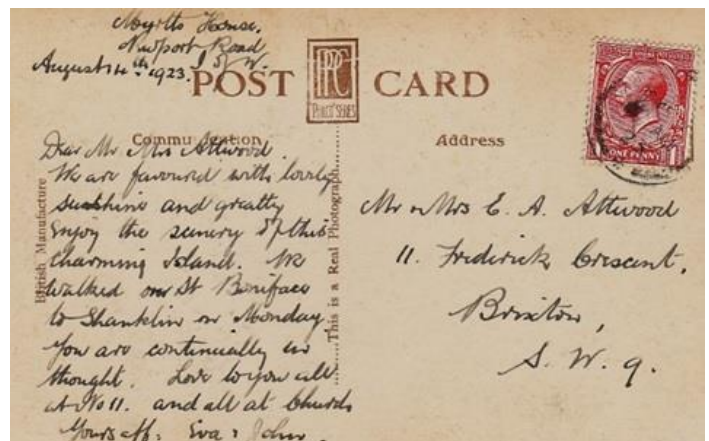 Myrtle House,
Newport Road
I of W.
August 14th 1923.
POST CARD
Communication
Address
Dear Mr Mrs Attwood
We are favoured with lovely
sunshine and greatly
enjoy the scenery of this
charming Island. We
walked over St Boniface
to Shanklin on Monday
You are continually in
thought. Love to you all
at No 11. and all at Church
Yours aff: Eva & John
Mr & Mrs E. A. Attwood
11. Frederick Crescent.
Brixton,
S. W. 9.
British Manufacture
This is a Real Photograph
ONE PENNY